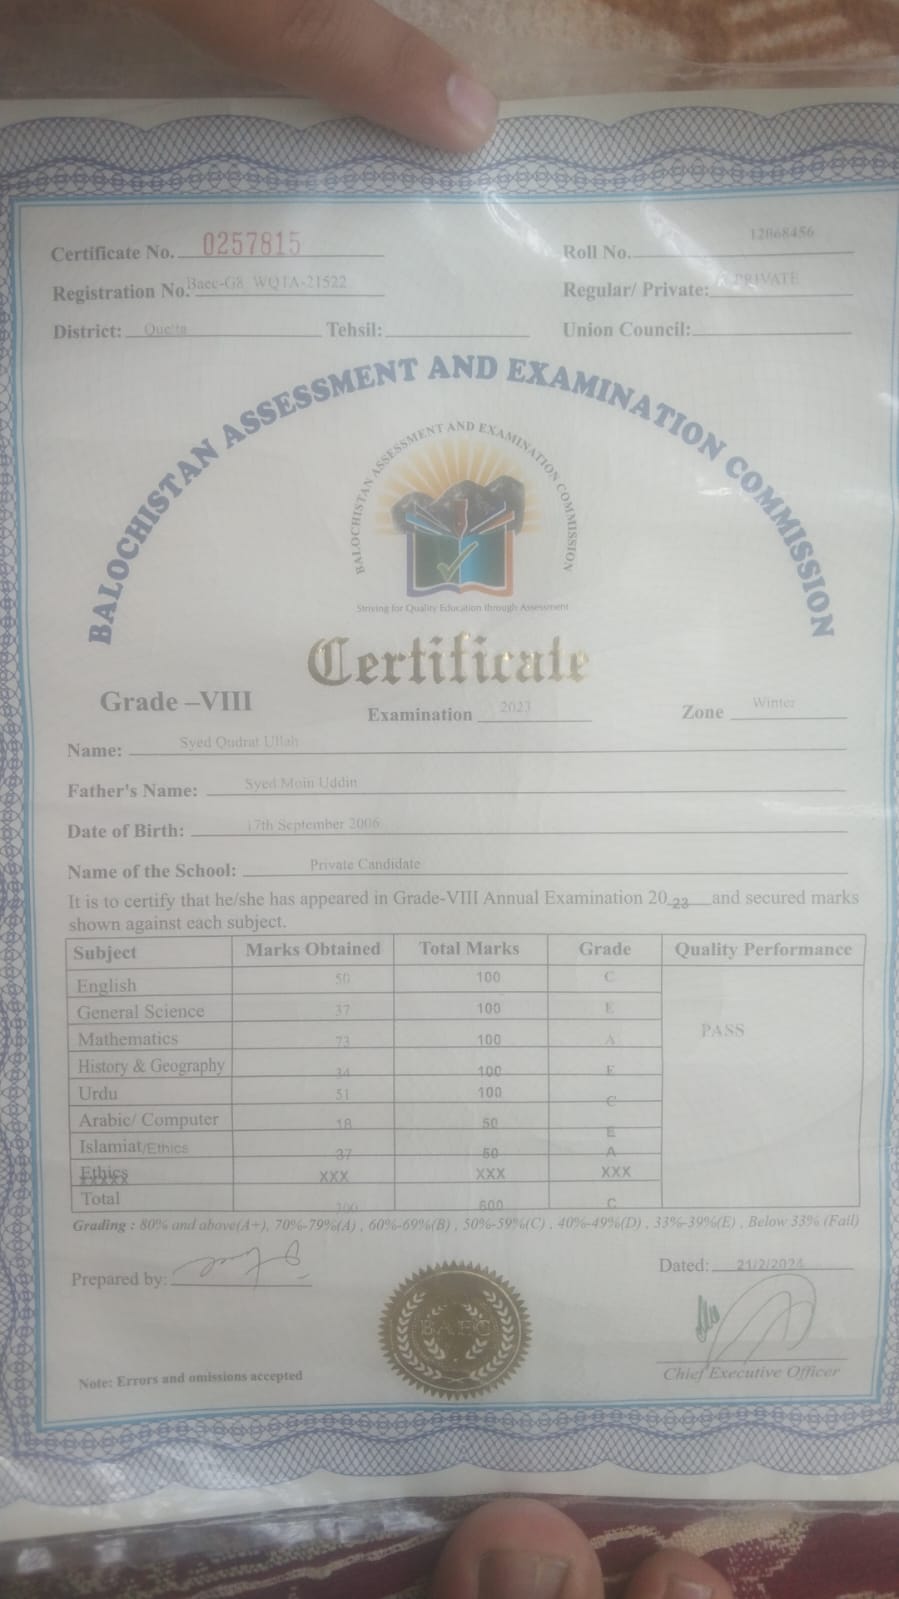 Certificate No. 0257815
Roll No. 12868456
Registration No. Baec-G8 WQTA-21522
Regular/ Private: PRIVATE
District: Quetta Tehsil: Union Council:
BALOCHISTAN ASSESSMENT AND EXAMINATION COMMISSION
BALOCHISTAN ASSESSMENT AND EXAMINATION COMMISSION
Striving for Quality Education through Assessment
Certificate
Grade –VIII
Examination 2023
Zone Winter
Name: Syed Qudrat Ullah
Father's Name: Syed Moin Uddin
Date of Birth: 17th September 2006
Name of the School: Private Candidate
It is to certify that he/she has appeared in Grade-VIII Annual Examination 20 23 and secured marks
shown against each subject.
Subject Marks Obtained Total Marks Grade Quality Performance
English 50 100 C
General Science 37 100 E
PASS
Mathematics 73 100 A
History & Geography 34 100 E
Urdu 51 100 C
Arabic/ Computer 18 50 E
Islamiat/Ethics 37 50 A
Ethics XXX XXX XXX
Total 300 600 C
Grading : 80% and above(A+), 70%-79%(A) , 60%-69%(B) , 50%-59%(C) , 40%-49%(D) , 33%-39%(E) , Below 33% (Fail)
Prepared by:
Dated: 21/2/2024
BAEC
Chief Executive Officer
Note: Errors and omissions accepted